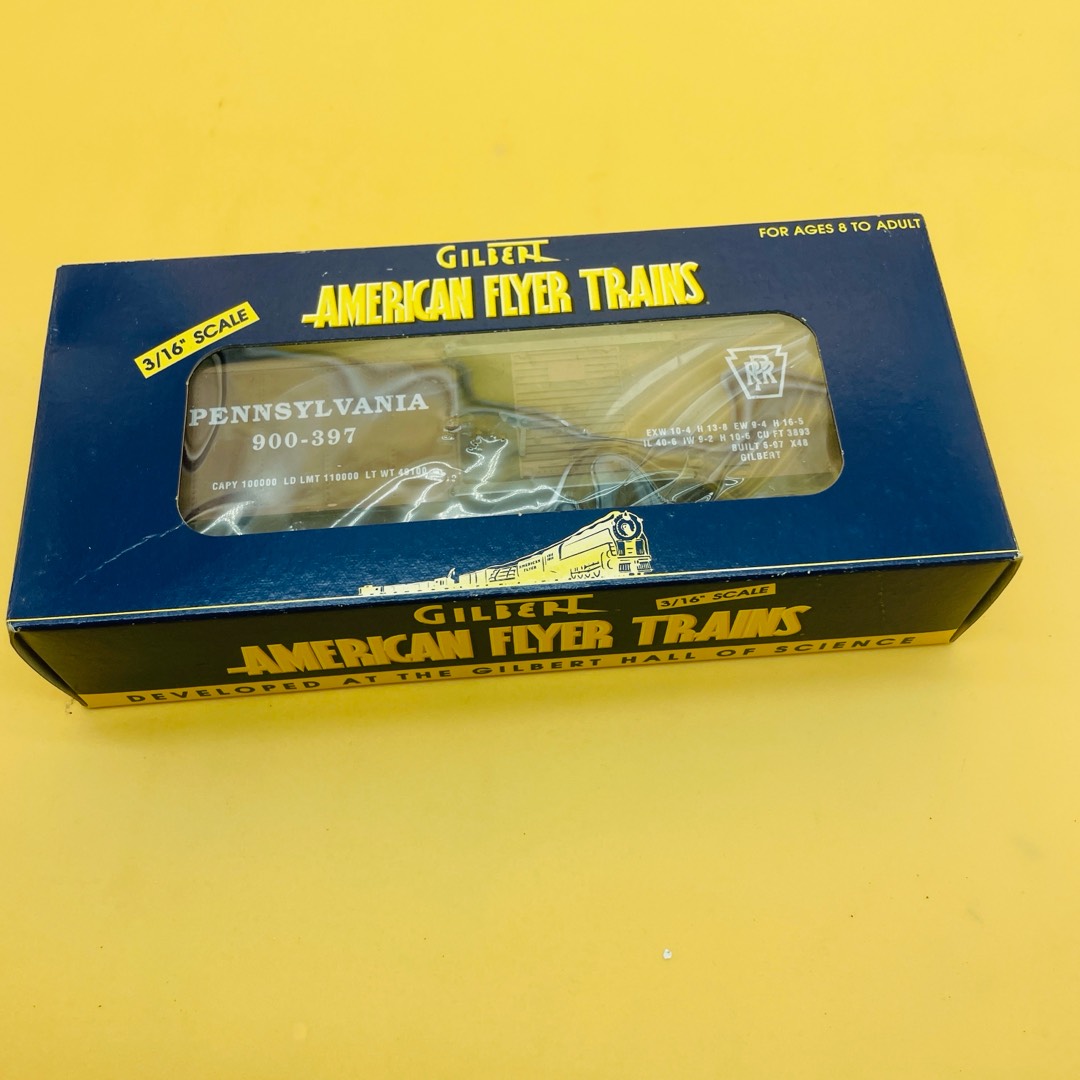 FOR AGES 8 TO ADULT
GILBERT
AMERICAN FLYER TRAINS
3/16" SCALE
PENNSYLVANIA
900-397
CAPY 100000 LD LMT 110000 LT WT
PRR
EXW 10-4 H 13-8 EW 9-4 H 16-5
IL 40-6 IW 9-2 H 10-6 CU FT 3893
BUILT 5-07 X48
GILBERT
AMERICAN
FLYER
GILBERT
3/16" SCALE
AMERICAN FLYER TRAINS
DEVELOPED AT THE GILBERT HALL OF SCIENCE